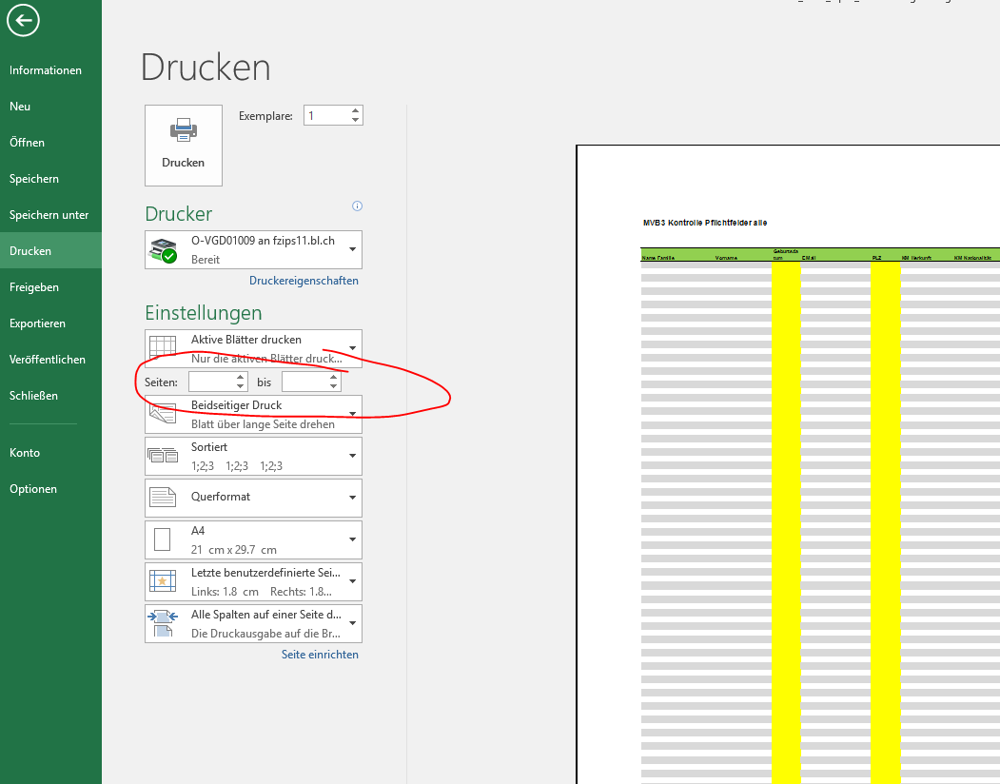 Informationen
Neu
Öffnen
Speichern
Speichern unter
Drucken
Freigeben
Exportieren
Veröffentlichen
Schließen
Konto
Optionen
Drucken
Drucken
Exemplare: 1
Drucker
O-VGD01009 an fzips11.bl.ch
Bereit
Druckereigenschaften
Einstellungen
Aktive Blätter drucken
Nur die aktiven Blätter druck...
Seiten: bis
Beidseitiger Druck
Blatt über lange Seite drehen
Sortiert
1;2;3 1;2;3 1;2;3
Querformat
A4
21 cm x 29.7 cm
Letzte benutzerdefinierte Sei...
Links: 1.8 cm Rechts: 1.8...
Alle Spalten auf einer Seite d...
Die Druckausgabe auf die Br...
Seite einrichten
MVB3 Kontrolle Pflichtfelder alle
Geburtsda
Name Familie Vorname tum EMail PLZ KM Herkunft KM Nationalität